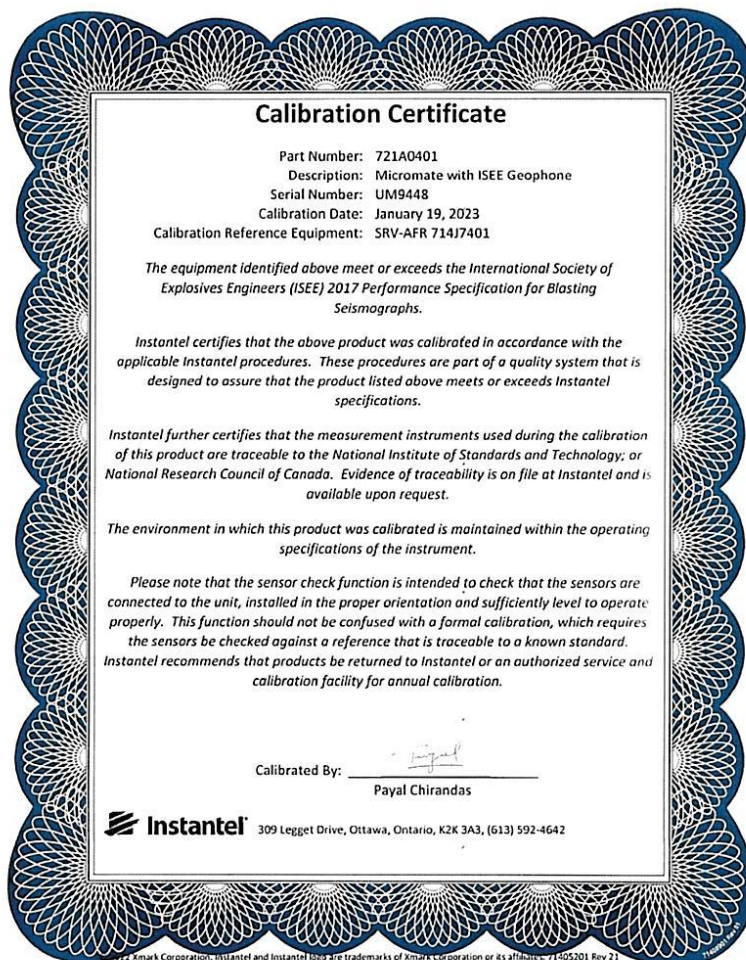 Calibration Certificate
Part Number: 721A0401
Description: Micromate with ISEE Geophone
Serial Number: UM9448
Calibration Date: January 19, 2023
Calibration Reference Equipment: SRV-AFR 714J7401
The equipment identified above meet or exceeds the International Society of
Explosives Engineers (ISEE) 2017 Performance Specification for Blasting
Seismographs.
Instantel certifies that the above product was calibrated in accordance with the
applicable Instantel procedures. These procedures are part of a quality system that is
designed to assure that the product listed above meets or exceeds Instantel
specifications.
Instantel further certifies that the measurement instruments used during the calibration
of this product are traceable to the National Institute of Standards and Technology; or
National Research Council of Canada. Evidence of traceability is on file at Instantel and is
available upon request.
The environment in which this product was calibrated is maintained within the operating
specifications of the instrument.
Please note that the sensor check function is intended to check that the sensors are
connected to the unit, installed in the proper orientation and sufficiently level to operate
properly. This function should not be confused with a formal calibration, which requires
the sensors be checked against a reference that is traceable to a known standard.
Instantel recommends that products be returned to Instantel or an authorized service and
calibration facility for annual calibration.
Calibrated By: Payal
Payal Chirandas
Instantel 309 Legget Drive, Ottawa, Ontario, K2K 3A3, (613) 592-4642
Xmark Corporation. Instantel and Instantel logo are trademarks of Xmark Corporation or its affiliates. 71405201 Rev 21